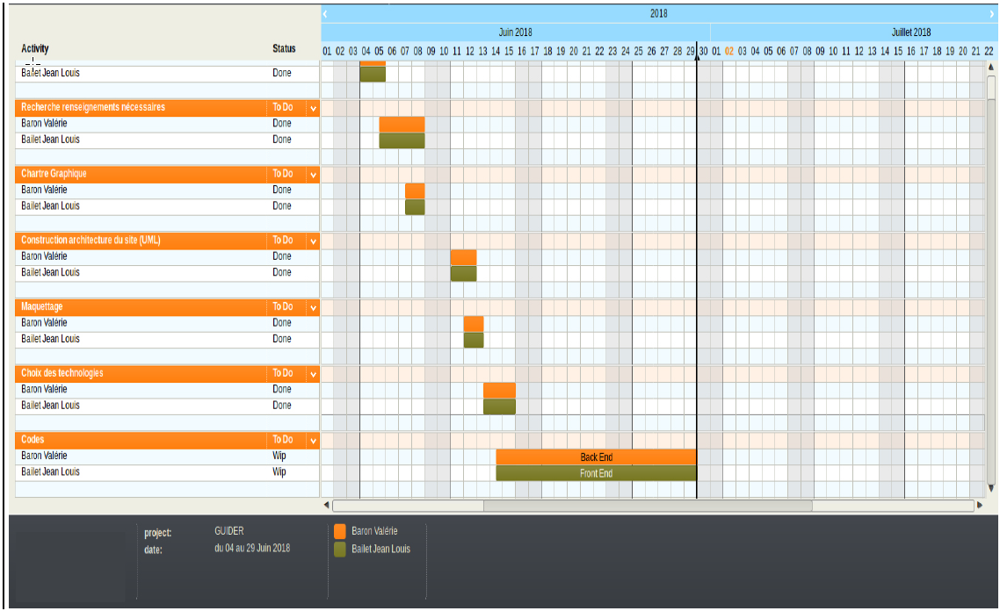 2018
Juin 2018 Juillet 2018
Activity Status 01 02 03 04 05 06 07 08 09 10 11 12 13 14 15 16 17 18 19 20 21 22 23 24 25 26 27 28 29 30 01 02 03 04 05 06 07 08 09 10 11 12 13 14 15 16 17 18 19 20 21 22
Bailet Jean Louis Done
Recherche renseignements nécessaires To Do
Baron Valérie Done
Bailet Jean Louis Done
Chartre Graphique To Do
Baron Valérie Done
Bailet Jean Louis Done
Construction architecture du site (UML) To Do
Baron Valérie Done
Bailet Jean Louis Done
Maquettage To Do
Baron Valérie Done
Bailet Jean Louis Done
Choix des technologies To Do
Baron Valérie Done
Bailet Jean Louis Done
Codes To Do
Baron Valérie Wip Back End
Bailet Jean Louis Wip Front End
project: GUIDER Baron Valérie
date: du 04 au 29 Juin 2018 Bailet Jean Louis